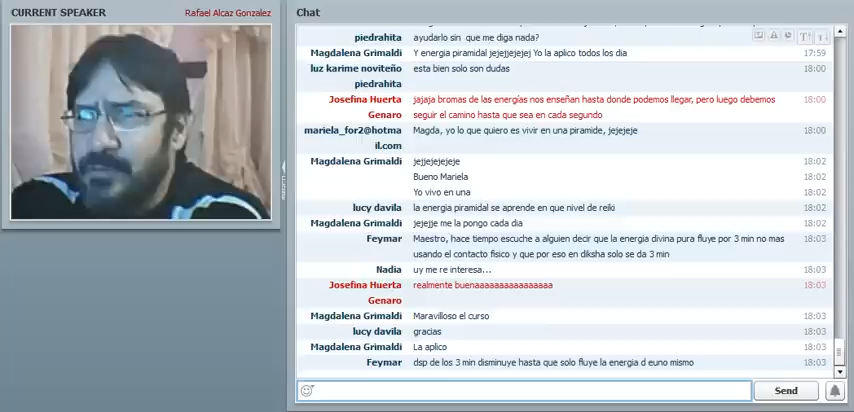 CURRENT SPEAKER
Rafael Alcaz Gonzalez
Chat
piedrahita ayudarlo sin que me diga nada?
Magdalena Grimaldi Y energia piramidal jejejjejejej Yo la aplico todos los dia 17:59
luz karime noviteño esta bien solo son dudas 18:00
piedrahita
Josefina Huerta jajaja bromas de las energías nos enseñan hasta donde podemos llegar, pero luego debemos 18:00
Genaro seguir el camino hasta que sea en cada segundo
mariela_for2@hotma Magda, yo lo que quiero es vivir en una piramide, jejejeje 18:00
il.com
Magdalena Grimaldi jejjejejejeje 18:02
Bueno Mariela 18:02
Yo vivo en una 18:02
lucy davila la energia piramidal se aprende en que nivel de reiki 18:02
Magdalena Grimaldi jejejje me la pongo cada dia 18:02
Feymar Maestro, hace tiempo escuche a alguien decir que la energia divina pura fluye por 3 min no mas 18:03
usando el contacto fisico y que por eso en diksha solo se da 3 min
Nadia uy me re interesa... 18:03
Josefina Huerta realmente buenaaaaaaaaaaaaaaaa 18:03
Genaro
Magdalena Grimaldi Maravilloso el curso 18:03
lucy davila gracias 18:03
Magdalena Grimaldi La aplico 18:03
Feymar dsp de los 3 min disminuye hasta que solo fluye la energia d euno mismo 18:03
Send